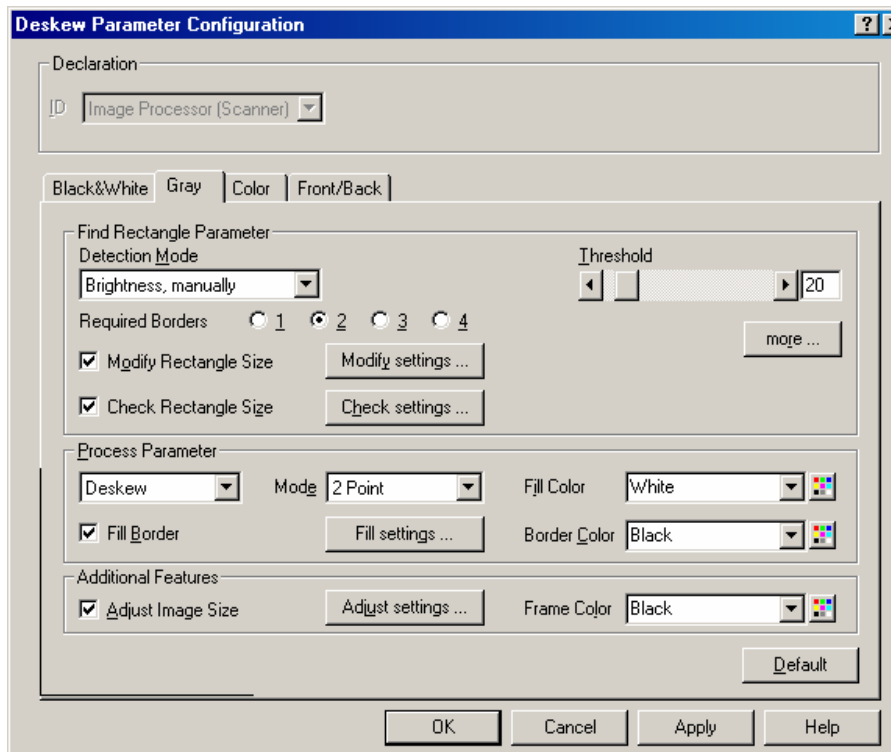 Deskew Parameter Configuration
Declaration
ID Image Processor (Scanner)
Black&White Gray Color Front/Back
Find Rectangle Parameter
Detection Mode Threshold
Brightness, manually 20
Required Borders 1 2 3 4
more ...
Modify Rectangle Size Modify settings ...
Check Rectangle Size Check settings ...
Process Parameter
Deskew Mode 2 Point Fill Color White
Fill Border Fill settings ... Border Color Black
Additional Features
Adjust Image Size Adjust settings ... Frame Color Black
Default
OK Cancel Apply Help